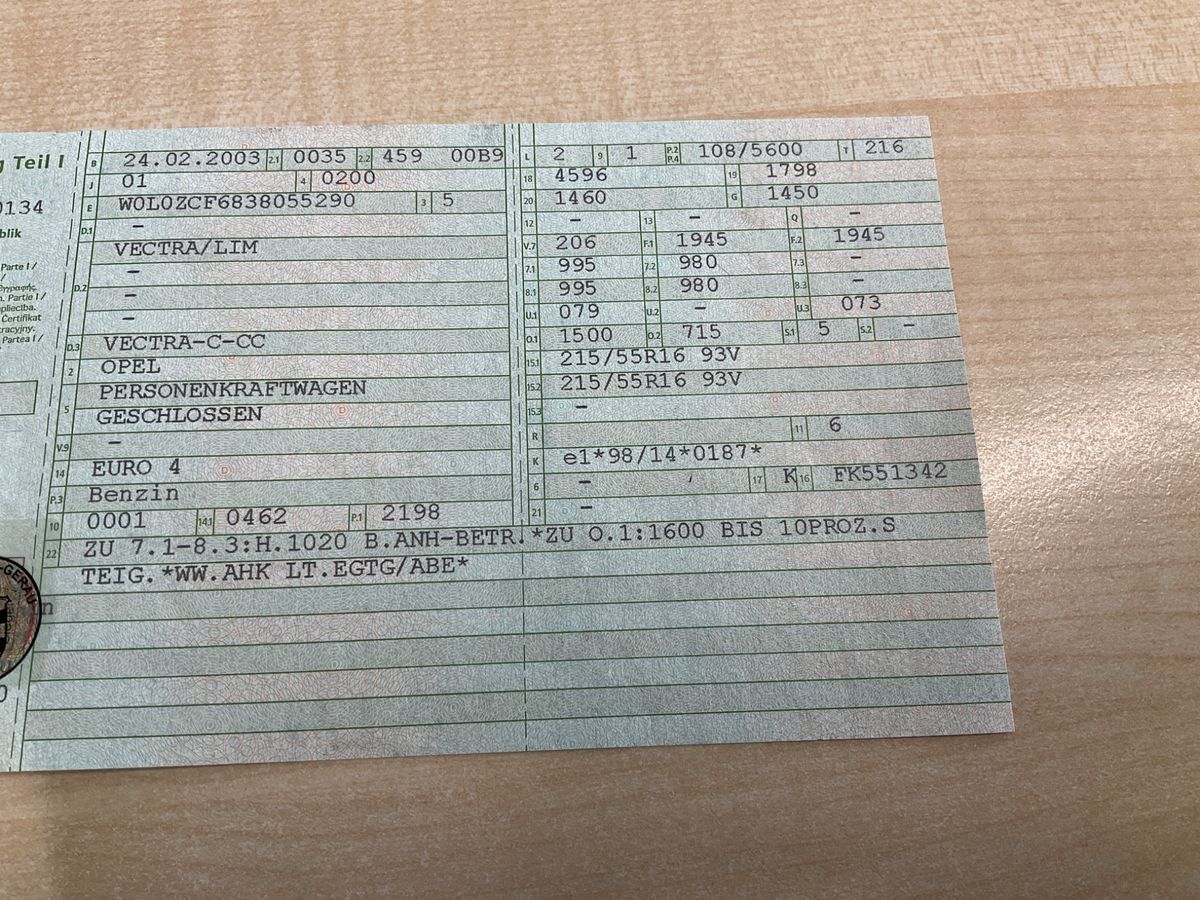 g Teil I
0134
blik
Parte I /
. Partie I /
pliecība.
Certifikat
racyjny.
Partea I /
B 24.02.2003 2.1 0035 2.2 459 00B9
J 01 4 0200
E W0L0ZCF6838055290 3 5
D.1 –
VECTRA/LIM
–
D.2 –
–
D.3 VECTRA-C-CC
2 OPEL
PERSONENKRAFTWAGEN
5 GESCHLOSSEN
V.9 –
14 EURO 4
P.3 Benzin
10 0001 14.1 0462 P.1 2198
L 2 9 1 P.2 P.4 108/5600 T 216
18 4596 19 1798
20 1460 G 1450
12 – 13 – Q –
V.7 206 F.1 1945 F.2 1945
7.1 995 7.2 980 7.3 –
8.1 995 8.2 980 8.3 –
U.1 079 U.2 – U.3 073
O.1 1500 O.2 715 S.1 5 S.2 –
15.1 215/55R16 93V
15.2 215/55R16 93V
15.3 –
R 11 6
K e1*98/14*0187*
6 – 17 K 16 FK551342
21 –
22 ZU 7.1-8.3:H.1020 B.ANH-BETR.*ZU O.1:1600 BIS 10PROZ.S
TEIG.*WW.AHK LT.EGTG/ABE*
-GERAU-
in
0